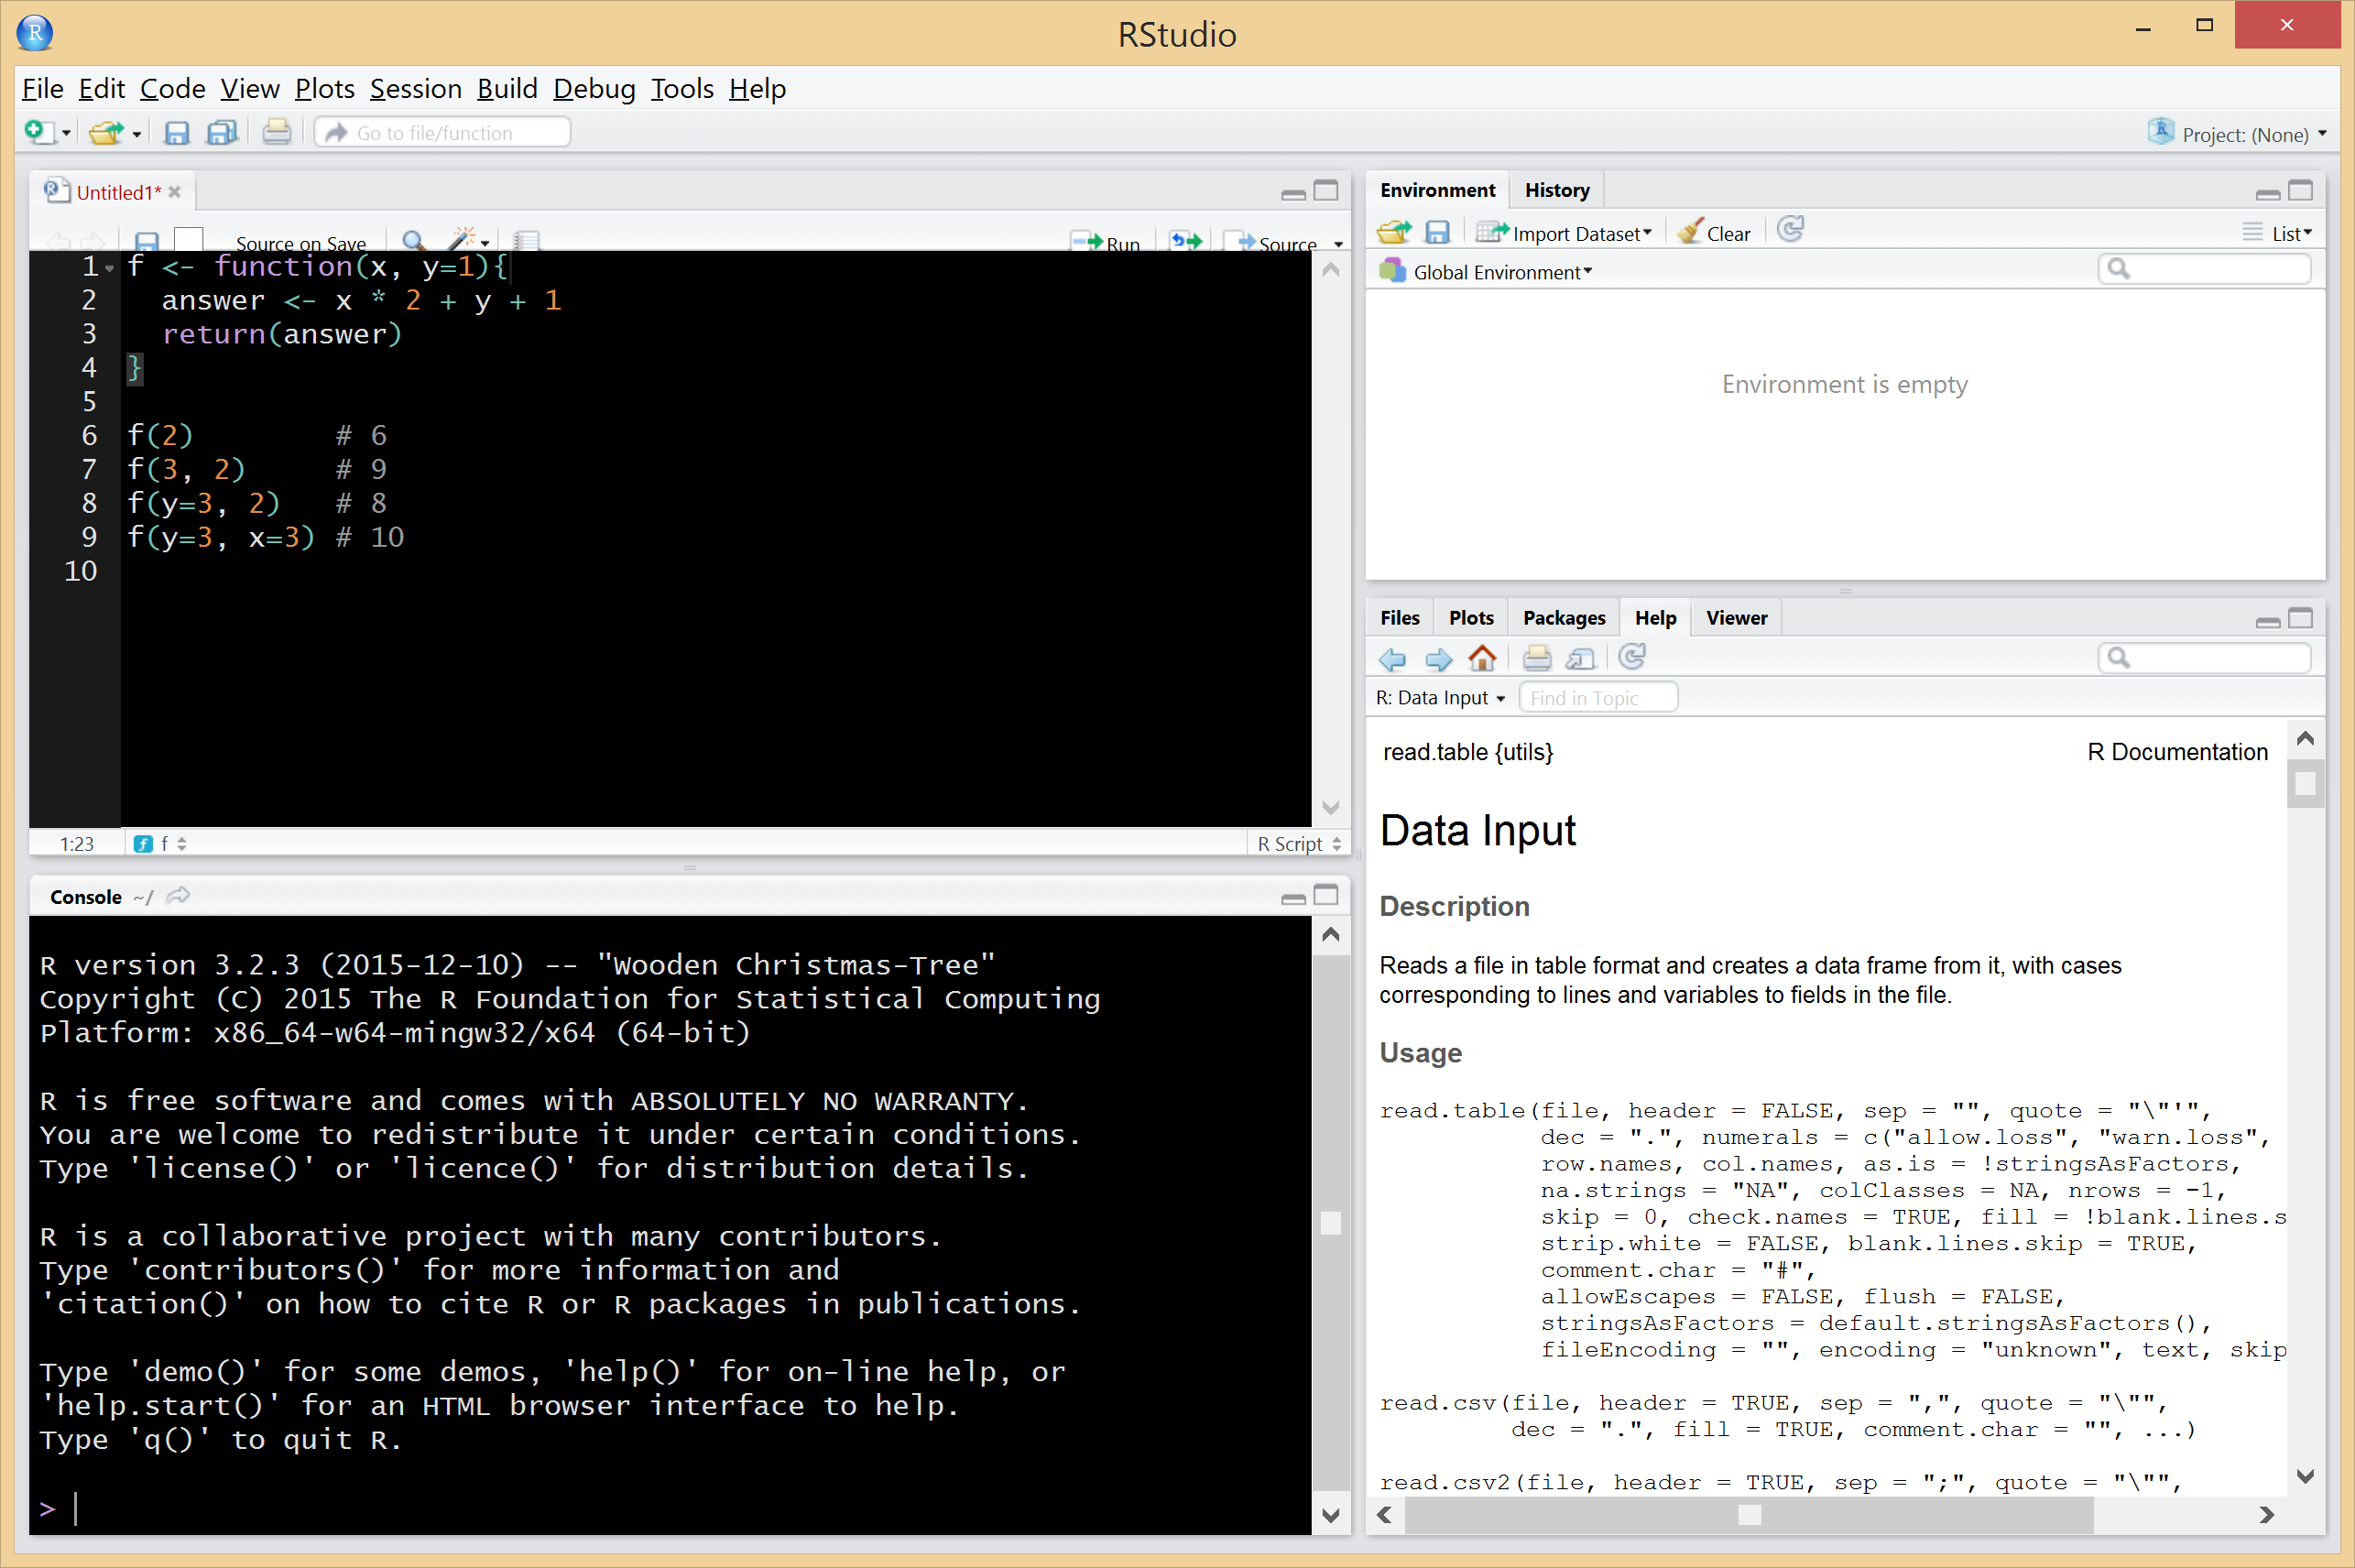 R
RStudio
File Edit Code View Plots Session Build Debug Tools Help
Go to file/function
R Project: (None)
R Untitled1*
Source on Save Run Source
1 f <- function(x, y=1){
2   answer <- x * 2 + y + 1
3   return(answer)
4 }
5
6 f(2)        # 6
7 f(3, 2)     # 9
8 f(y=3, 2)   # 8
9 f(y=3, x=3) # 10
10
1:23 f f R Script
Console ~/
R version 3.2.3 (2015-12-10) -- "Wooden Christmas-Tree"
Copyright (C) 2015 The R Foundation for Statistical Computing
Platform: x86_64-w64-mingw32/x64 (64-bit)
R is free software and comes with ABSOLUTELY NO WARRANTY.
You are welcome to redistribute it under certain conditions.
Type 'license()' or 'licence()' for distribution details.
R is a collaborative project with many contributors.
Type 'contributors()' for more information and
'citation()' on how to cite R or R packages in publications.
Type 'demo()' for some demos, 'help()' for on-line help, or
'help.start()' for an HTML browser interface to help.
Type 'q()' to quit R.
>
Environment History
Import Dataset Clear List
Global Environment
Environment is empty
Files Plots Packages Help Viewer
R: Data Input Find in Topic
read.table {utils} R Documentation
Data Input
Description
Reads a file in table format and creates a data frame from it, with cases
corresponding to lines and variables to fields in the file.
Usage
read.table(file, header = FALSE, sep = "", quote = "\"'",
           dec = ".", numerals = c("allow.loss", "warn.loss",
           row.names, col.names, as.is = !stringsAsFactors,
           na.strings = "NA", colClasses = NA, nrows = -1,
           skip = 0, check.names = TRUE, fill = !blank.lines.s
           strip.white = FALSE, blank.lines.skip = TRUE,
           comment.char = "#",
           allowEscapes = FALSE, flush = FALSE,
           stringsAsFactors = default.stringsAsFactors(),
           fileEncoding = "", encoding = "unknown", text, skip
read.csv(file, header = TRUE, sep = ",", quote = "\"",
         dec = ".", fill = TRUE, comment.char = "", ...)
read.csv2(file, header = TRUE, sep = ";", quote = "\"",